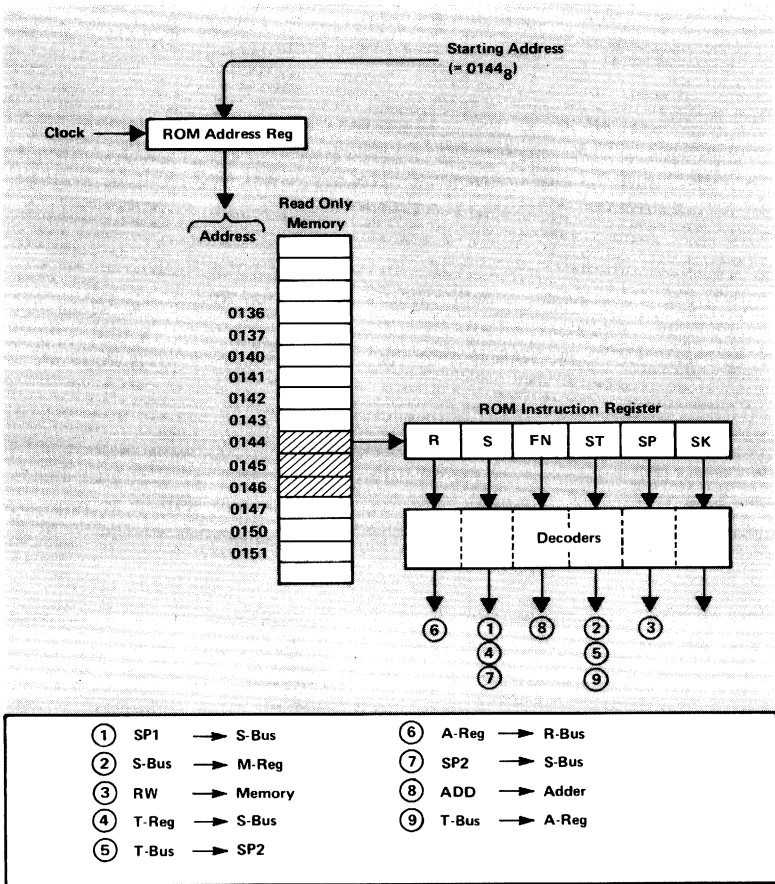 Starting Address
(= 0144₈)
Clock
ROM Address Reg
Read Only
Memory
Address
0136
0137
0140
0141
0142
0143
0144
0145
0146
0147
0150
0151
ROM Instruction Register
R S FN ST SP SK
Decoders
6 1 8 2 3
4 5
7 9
1 SP1 → S-Bus
2 S-Bus → M-Reg
3 RW → Memory
4 T-Reg → S-Bus
5 T-Bus → SP2
6 A-Reg → R-Bus
7 SP2 → S-Bus
8 ADD → Adder
9 T-Bus → A-Reg